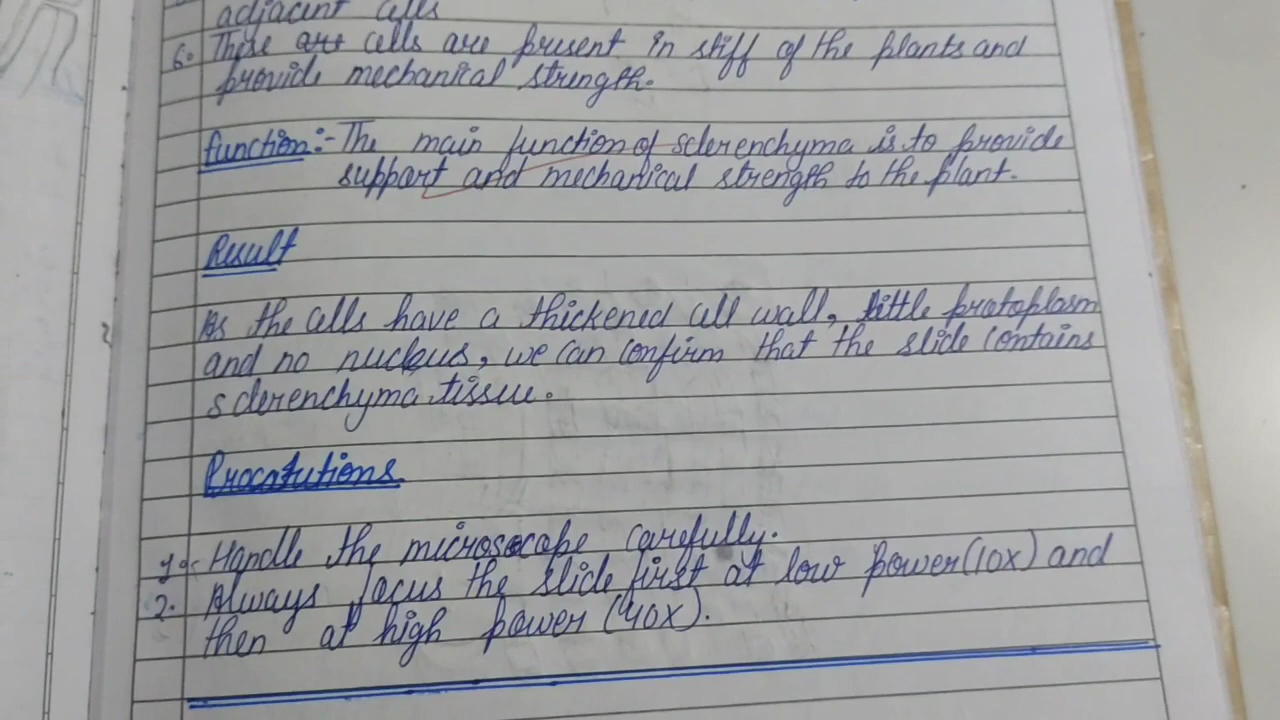 adjacent cells
6. These are cells are present in stiff of the plants and
provide mechanical strength.
function:- The main function of sclerenchyma is to provide
support and mechanical strength to the plant.
Result
As the cells have a thickened cell wall, little protoplasm
and no nucleus, we can confirm that the slide contains
sclerenchyma tissue.
Procatutions
1. Handle the microsocope carefully.
2. Always focus the slide first at low power (10x) and
then at high power (40x).